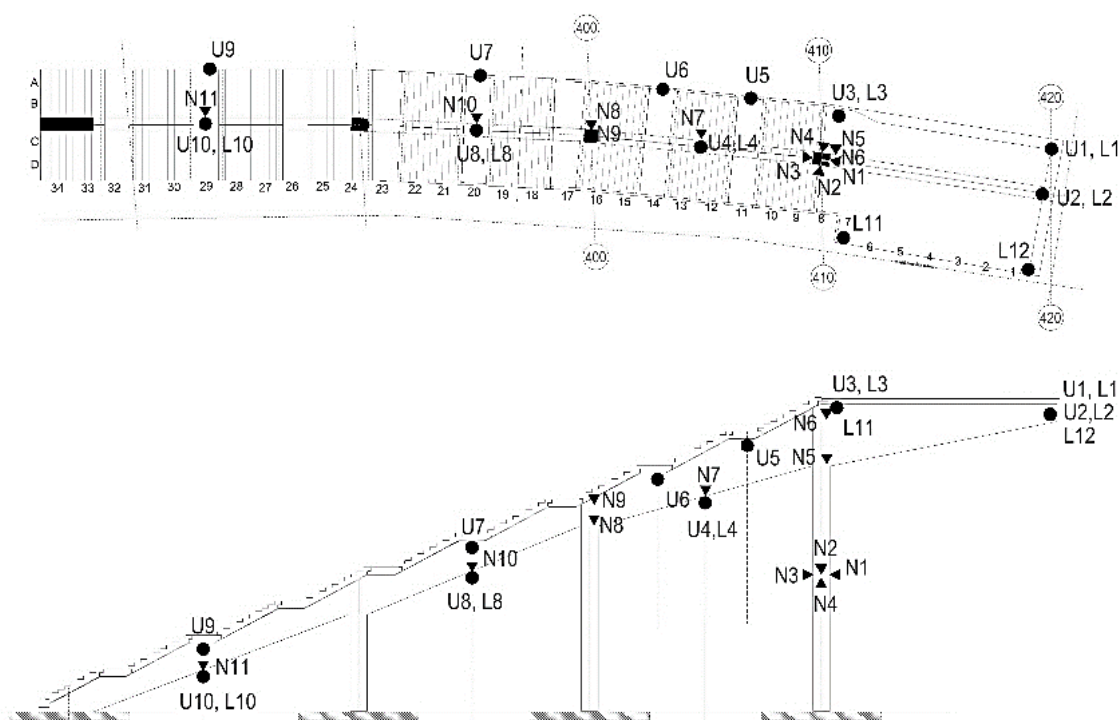 400
410
420
U9
U7
U6
U5
U3, L3
A
B
C
D
N11
U10, L10
N10
U8, L8
N8
N9
N7
U4,L4
N4
N5
N6
N3
N1
N2
U1, L1
U2, L2
34 33 32 31 30 29 28 27 26 25 24 23 22 21 20 19 18 17 16 15 14 13 12 11 10 9 8 7 6 5 4 3 2 1
L11
L12
400
410
420
U3, L3
U1, L1
N6
L11
U2,L2
L12
U5
N5
N7
N9
U6
N8
U4,L4
U7
N10
U8, L8
N2
N3
N1
N4
U9
N11
U10, L10